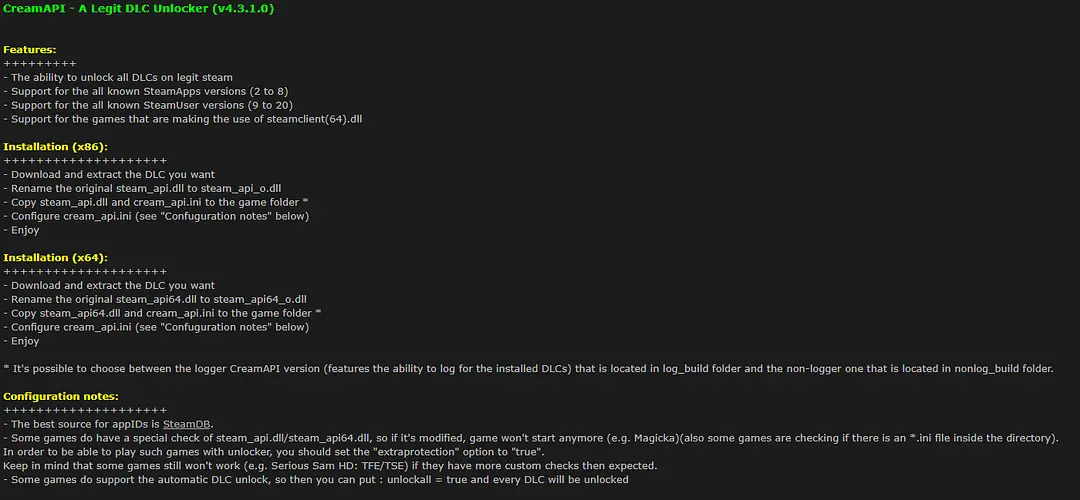 CreamAPI - A Legit DLC Unlocker (v4.3.1.0)
Features:
+++++++++
- The ability to unlock all DLCs on legit steam
- Support for the all known SteamApps versions (2 to 8)
- Support for the all known SteamUser versions (9 to 20)
- Support for the games that are making the use of steamclient(64).dll
Installation (x86):
++++++++++++++++++++
- Download and extract the DLC you want
- Rename the original steam_api.dll to steam_api_o.dll
- Copy steam_api.dll and cream_api.ini to the game folder *
- Configure cream_api.ini (see "Confuguration notes" below)
- Enjoy
Installation (x64):
++++++++++++++++++++
- Download and extract the DLC you want
- Rename the original steam_api64.dll to steam_api64_o.dll
- Copy steam_api64.dll and cream_api.ini to the game folder *
- Configure cream_api.ini (see "Confuguration notes" below)
- Enjoy
* It's possible to choose between the logger CreamAPI version (features the ability to log for the installed DLCs) that is located in log_build folder and the non-logger one that is located in nonlog_build folder.
Configuration notes:
++++++++++++++++++++
- The best source for appIDs is SteamDB.
- Some games do have a special check of steam_api.dll/steam_api64.dll, so if it's modified, game won't start anymore (e.g. Magicka)(also some games are checking if there is an *.ini file inside the directory).
In order to be able to play such games with unlocker, you should set the "extraprotection" option to "true".
Keep in mind that some games still won't work (e.g. Serious Sam HD: TFE/TSE) if they have more custom checks then expected.
- Some games do support the automatic DLC unlock, so then you can put : unlockall = true and every DLC will be unlocked